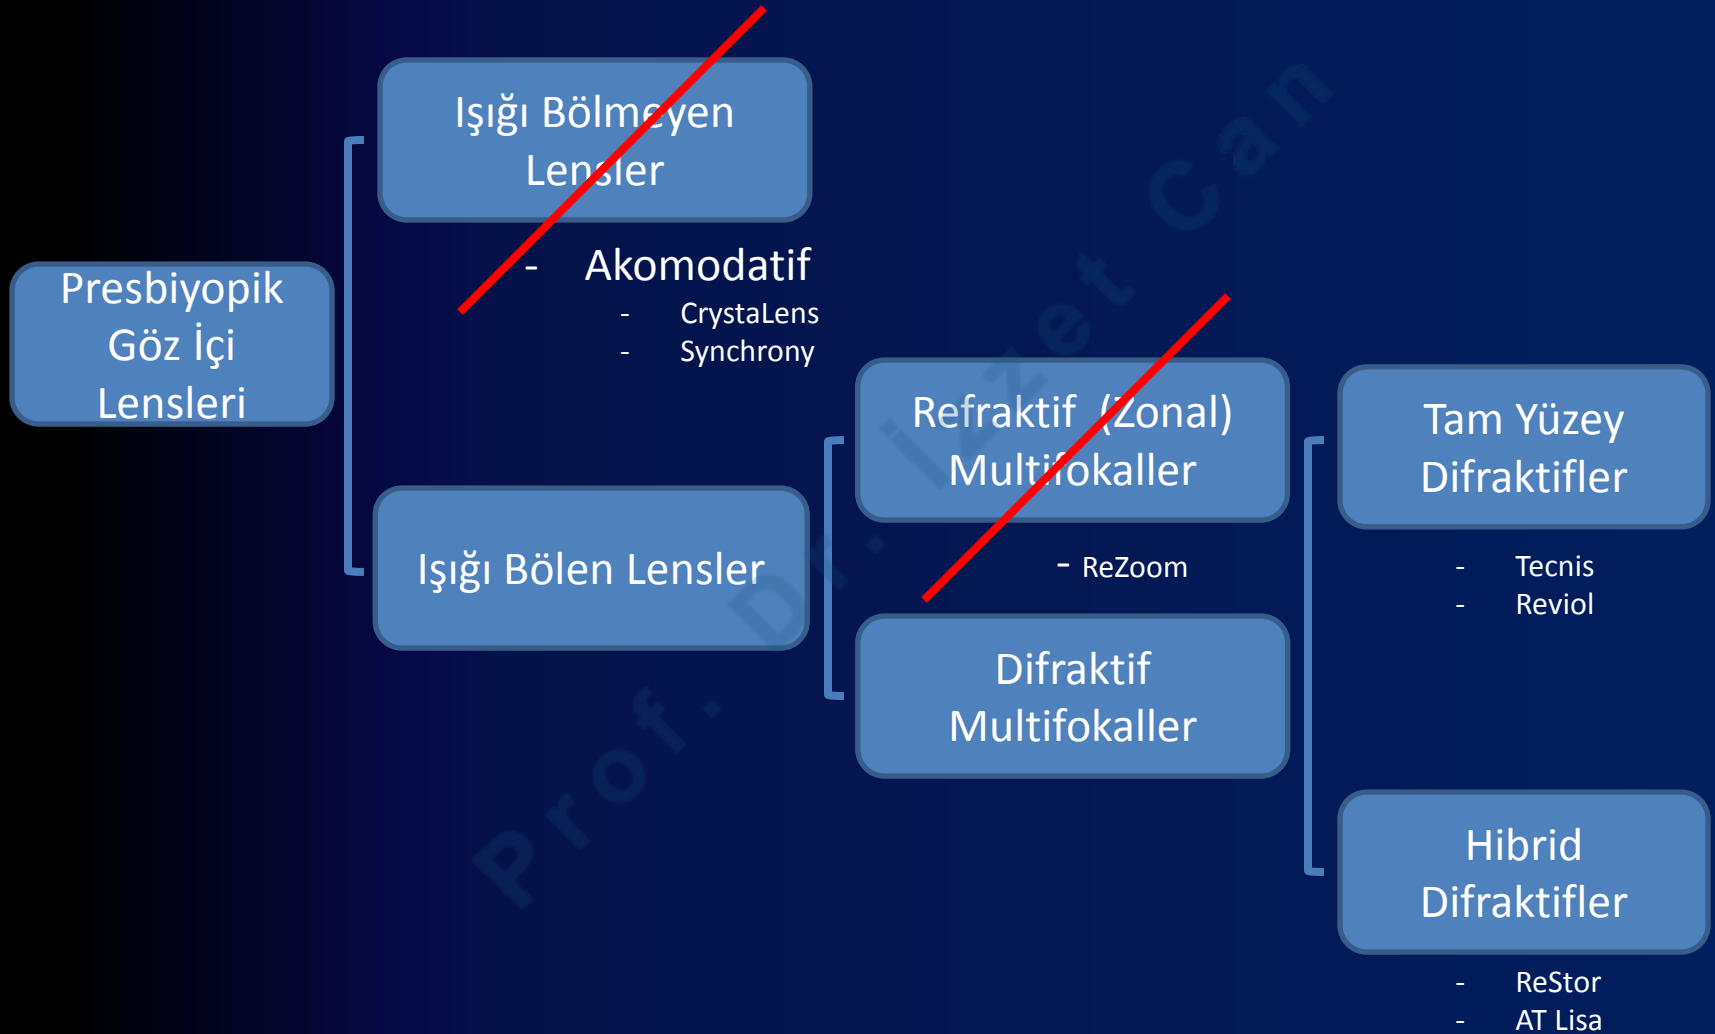 Işığı Bölmeyen
Lensler
- Akomodatif
- CrystaLens
- Synchrony
Presbiyopik
Göz İçi
Lensleri
Işığı Bölen Lensler
Refraktif (Zonal)
Multifokaller
- ReZoom
Difraktif
Multifokaller
Tam Yüzey
Difraktifler
- Tecnis
- Reviol
Hibrid
Difraktifler
- ReStor
- AT Lisa
Prof. Dr. İzzet Can